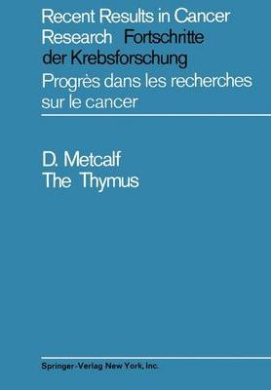 Recent Results in Cancer
Research Fortschritte
der Krebsforschung
Progrès dans les recherches
sur le cancer
D. Metcalf
The Thymus
Springer-Verlag New York, Inc.